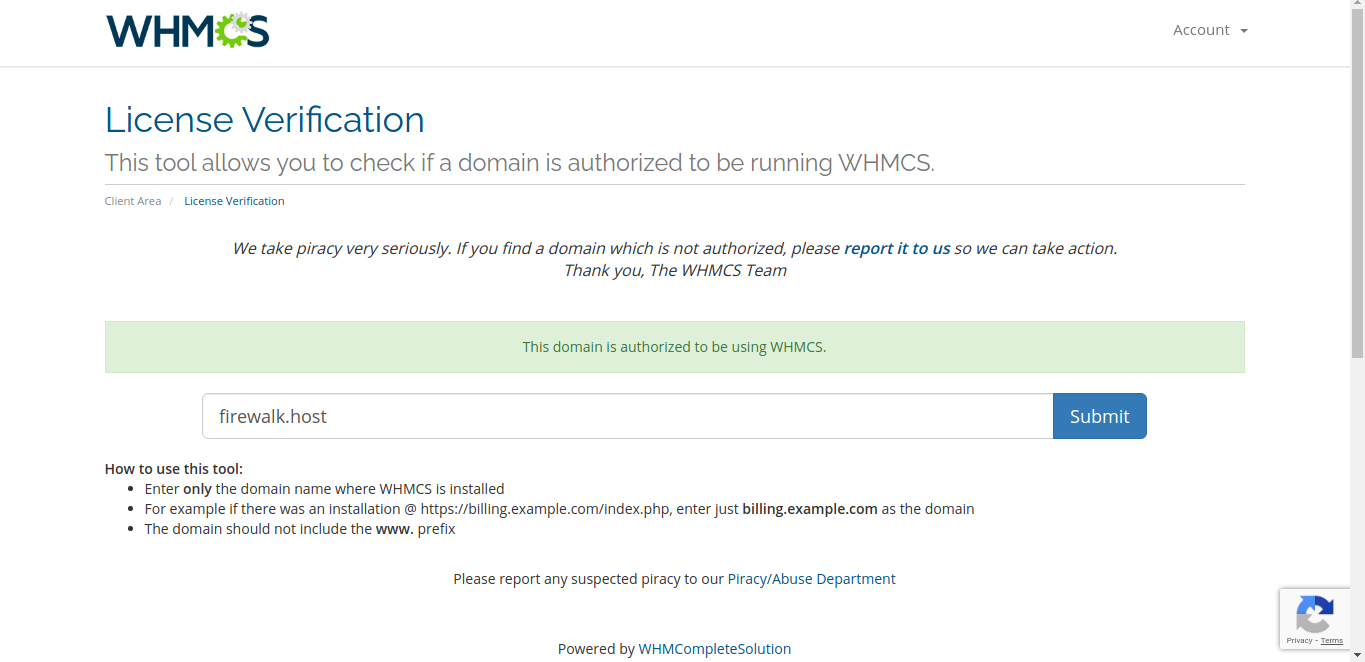 WHMCS
Account
License Verification
This tool allows you to check if a domain is authorized to be running WHMCS.
Client Area / License Verification
We take piracy very seriously. If you find a domain which is not authorized, please report it to us so we can take action.
Thank you, The WHMCS Team
This domain is authorized to be using WHMCS.
firewalk.host Submit
How to use this tool:
• Enter only the domain name where WHMCS is installed
• For example if there was an installation @ https://billing.example.com/index.php, enter just billing.example.com as the domain
• The domain should not include the www. prefix
Please report any suspected piracy to our Piracy/Abuse Department
Privacy - Terms
Powered by WHMCompleteSolution